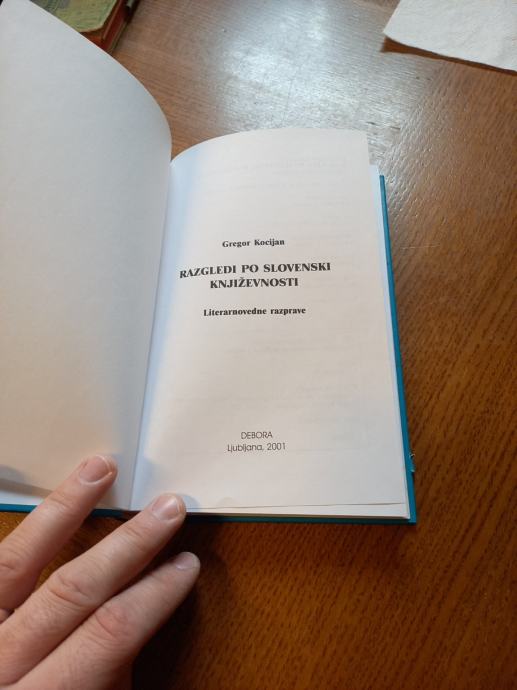 Gregor Kocijan
RAZGLEDI PO SLOVENSKI
KNJIŽEVNOSTI
Literarnovedne razprave
DEBORA
Ljubljana, 2001